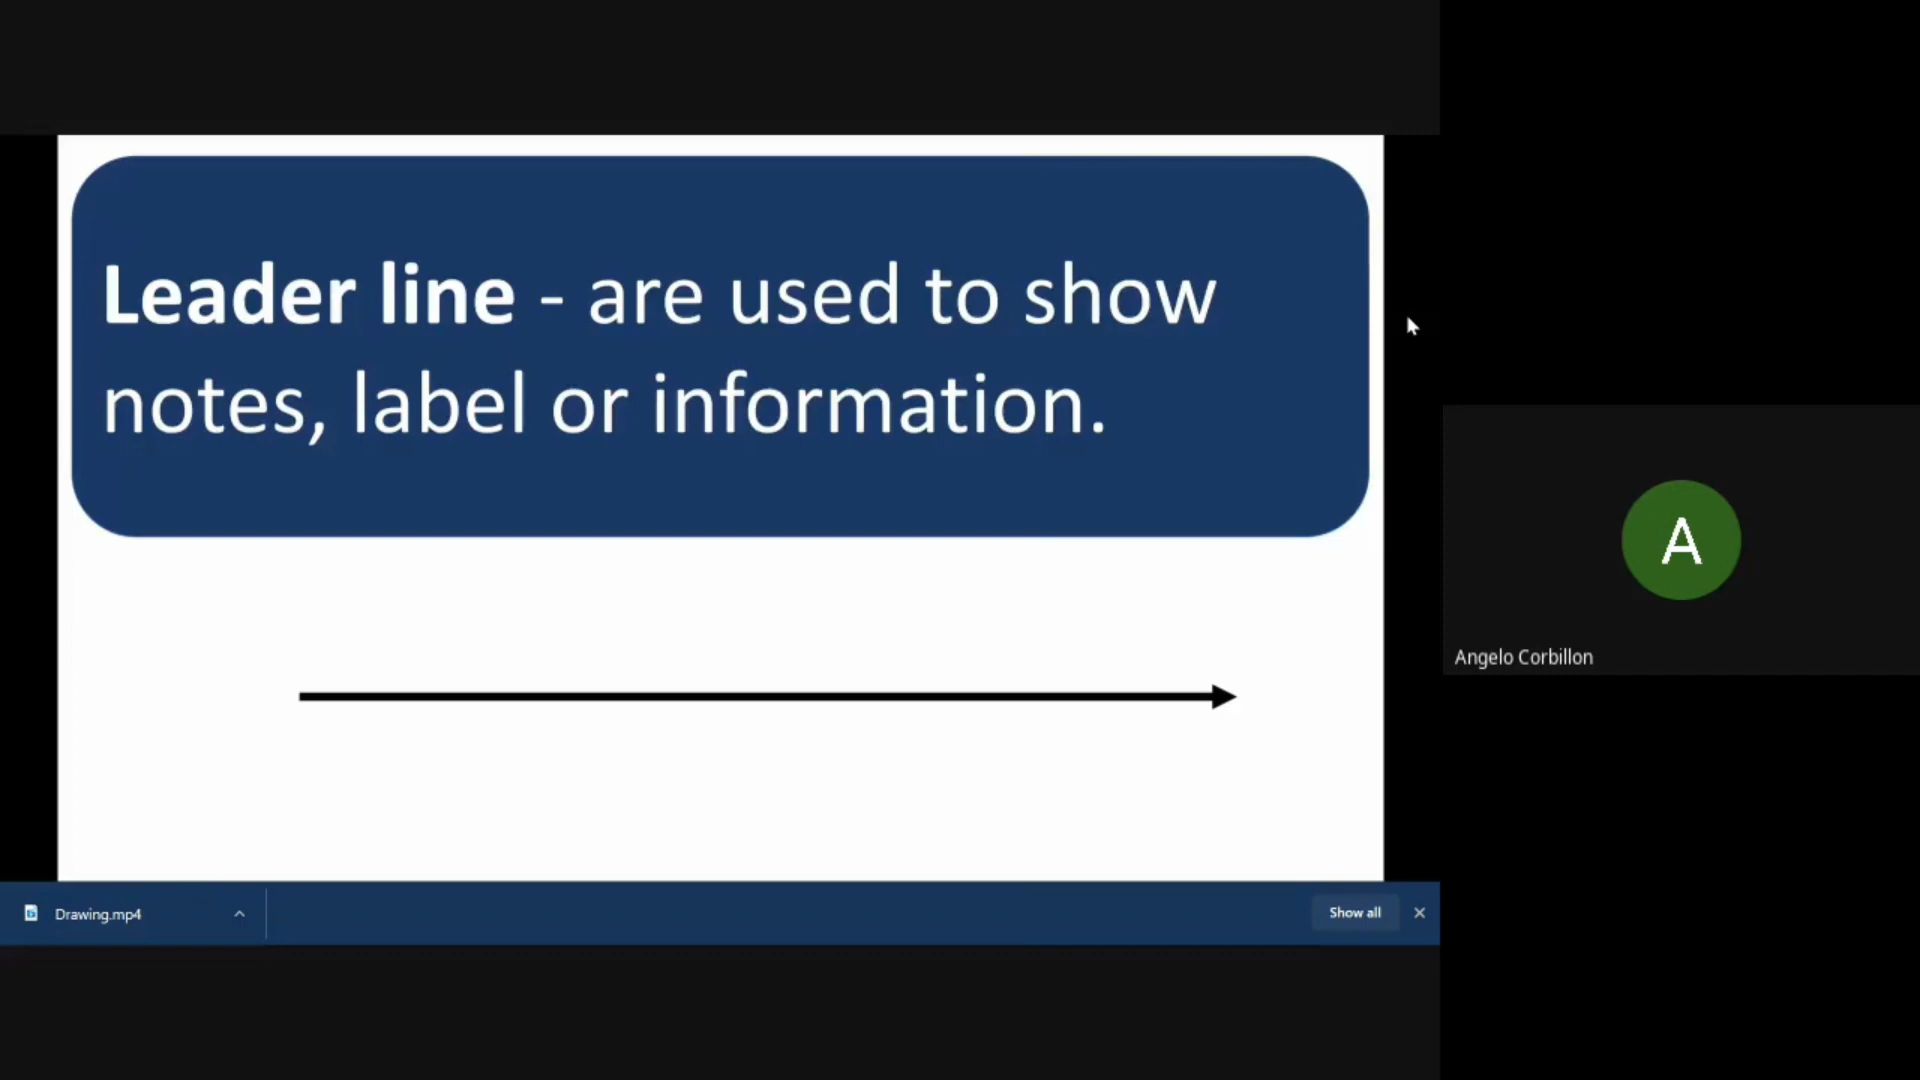 Leader line - are used to show
notes, label or information.
A
Angelo Corbillon
Drawing.mp4
Show all